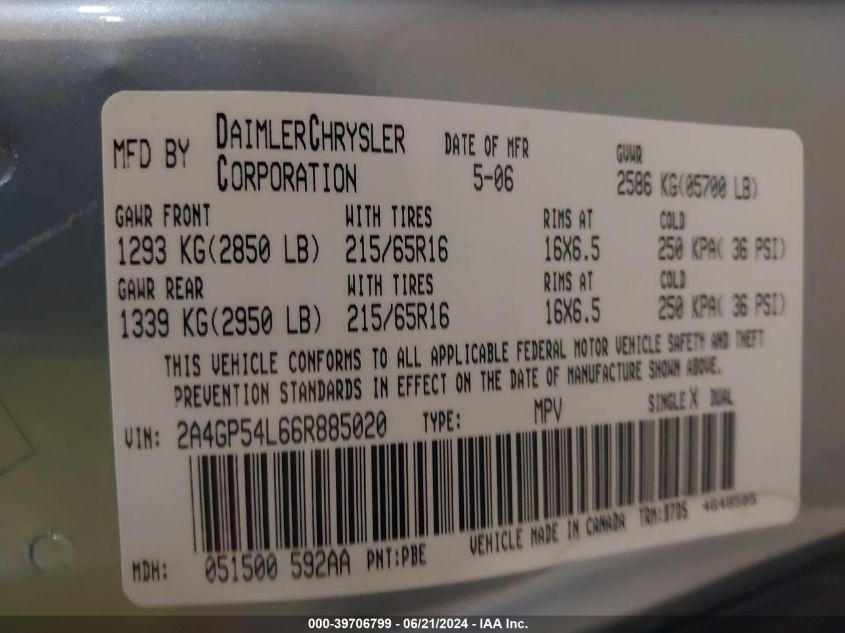 MFD BY DAIMLERCHRYSLER CORPORATION DATE OF MFR 5-06 GVWR 2586 KG(05700 LB)
GAWR FRONT WITH TIRES RIMS AT COLD
1293 KG(2850 LB) 215/65R16 16X6.5 250 KPA( 36 PSI)
GAWR REAR WITH TIRES RIMS AT COLD
1339 KG(2950 LB) 215/65R16 16X6.5 250 KPA( 36 PSI)
THIS VEHICLE CONFORMS TO ALL APPLICABLE FEDERAL MOTOR VEHICLE SAFETY AND THEFT
PREVENTION STANDARDS IN EFFECT ON THE DATE OF MANUFACTURE SHOWN ABOVE.
VIN: 2A4GP54L66R885020 TYPE: MPV SINGLE X DUAL
MDH: 051500 592AA PNT:PBE VEHICLE MADE IN CANADA TRM:87D5 4648505
000-39706799 - 06/21/2024 - IAA Inc.